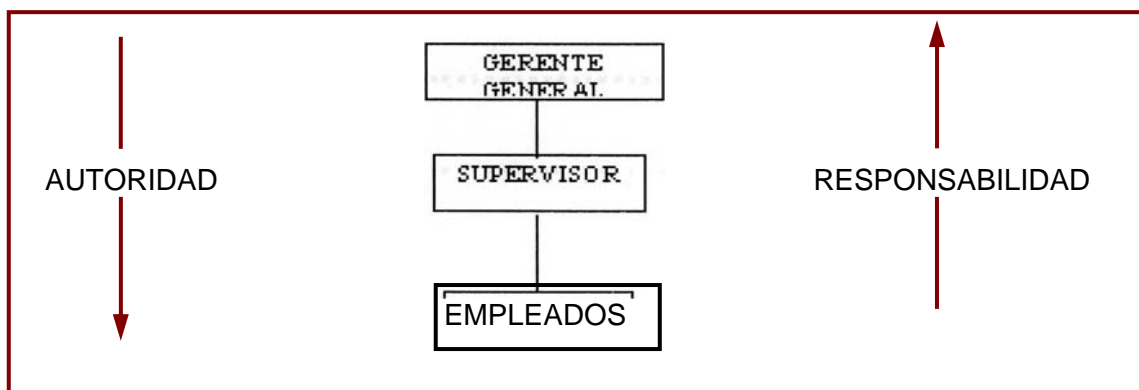 GERENTE
GENERAL
AUTORIDAD
SUPERVISOR
RESPONSABILIDAD
EMPLEADOS